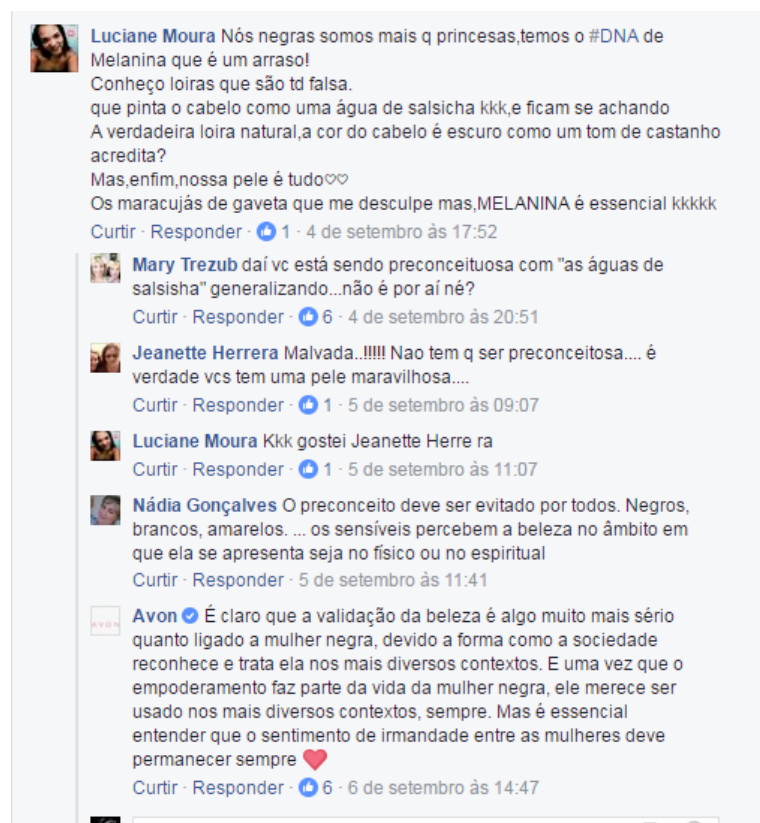 Luciane Moura Nós negras somos mais q princesas,temos o #DNA de
Melanina que é um arraso!
Conheço loiras que são td falsa.
que pinta o cabelo como uma água de salsicha kkk,e ficam se achando
A verdadeira loira natural,a cor do cabelo é escuro como um tom de castanho
acredita?
Mas,enfim,nossa pele é tudo♡♡
Os maracujás de gaveta que me desculpe mas,MELANINA é essencial kkkkk
Curtir · Responder · 1 · 4 de setembro às 17:52
Mary Trezub daí vc está sendo preconceituosa com "as águas de
salsisha" generalizando...não é por aí né?
Curtir · Responder · 6 · 4 de setembro às 20:51
Jeanette Herrera Malvada..!!!!! Nao tem q ser preconceitosa.... é
verdade vcs tem uma pele maravilhosa....
Curtir · Responder · 1 · 5 de setembro às 09:07
Luciane Moura Kkk gostei Jeanette Herre ra
Curtir · Responder · 1 · 5 de setembro às 11:07
Nádia Gonçalves O preconceito deve ser evitado por todos. Negros,
brancos, amarelos. ... os sensíveis percebem a beleza no âmbito em
que ela se apresenta seja no físico ou no espiritual
Curtir · Responder · 5 de setembro às 11:41
AVON
Avon É claro que a validação da beleza é algo muito mais sério
quanto ligado a mulher negra, devido a forma como a sociedade
reconhece e trata ela nos mais diversos contextos. E uma vez que o
empoderamento faz parte da vida da mulher negra, ele merece ser
usado nos mais diversos contextos, sempre. Mas é essencial
entender que o sentimento de irmandade entre as mulheres deve
permanecer sempre ❤
Curtir · Responder · 6 · 6 de setembro às 14:47